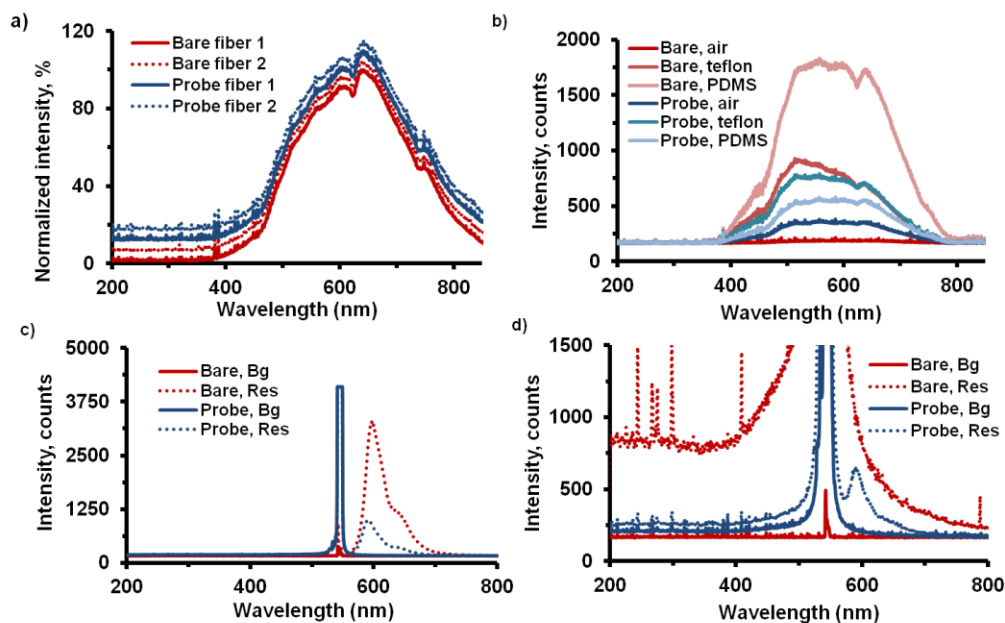 a)
Bare fiber 1
Bare fiber 2
Probe fiber 1
Probe fiber 2
120
80
40
0
Normalized intensity, %
200
400
600
800
Wavelength (nm)
b)
Bare, air
Bare, teflon
Bare, PDMS
Probe, air
Probe, teflon
Probe, PDMS
2000
1500
1000
500
0
Intensity, counts
200
400
600
800
Wavelength (nm)
c)
Bare, Bg
Bare, Res
Probe, Bg
Probe, Res
5000
3750
2500
1250
0
Intensity, counts
200
400
600
800
Wavelength (nm)
d)
Bare, Bg
Bare, Res
Probe, Bg
Probe, Res
1500
1000
500
0
Intensity, counts
200
400
600
800
Wavelength (nm)